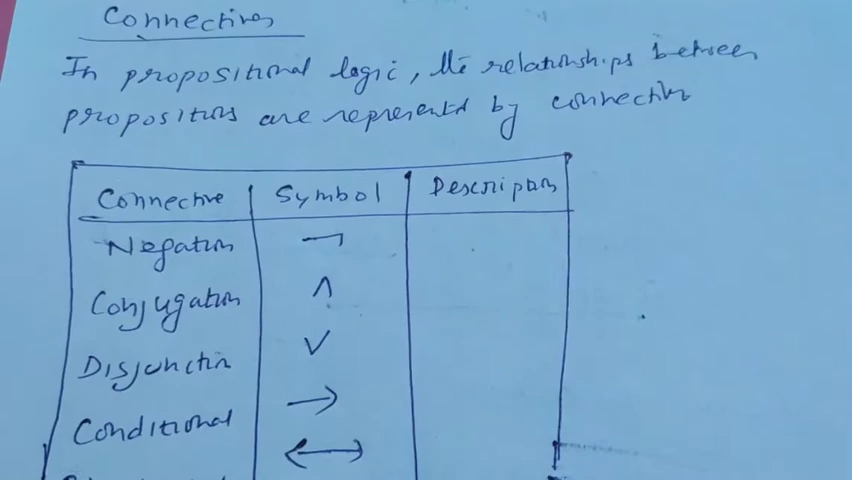 Connectives
In propositional logic, the relationships between
propositions are represented by connective
Connective Symbol Description
Negation ¬
Conjugation ∧
Disjunction ∨
Conditional →
↔